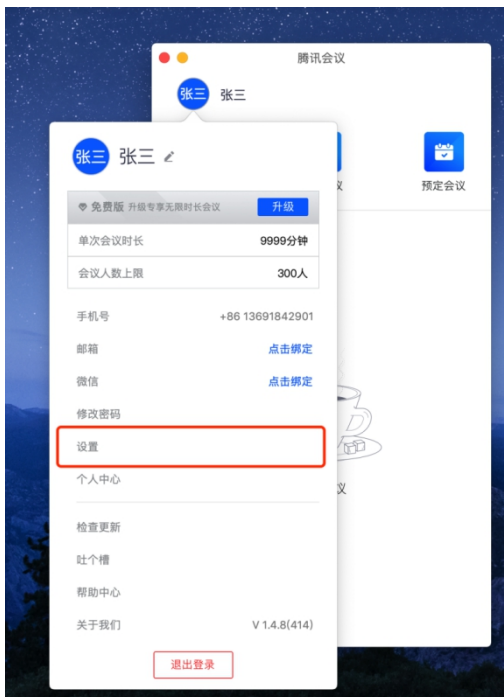 腾讯会议
张三 张三
预定会议
议
张三 张三
免费版 升级专享无限时长会议 升级
单次会议时长 9999分钟
会议人数上限 300人
手机号 +86 13691842901
邮箱 点击绑定
微信 点击绑定
修改密码
设置
个人中心
议
检查更新
吐个槽
帮助中心
关于我们 V 1.4.8(414)
退出登录